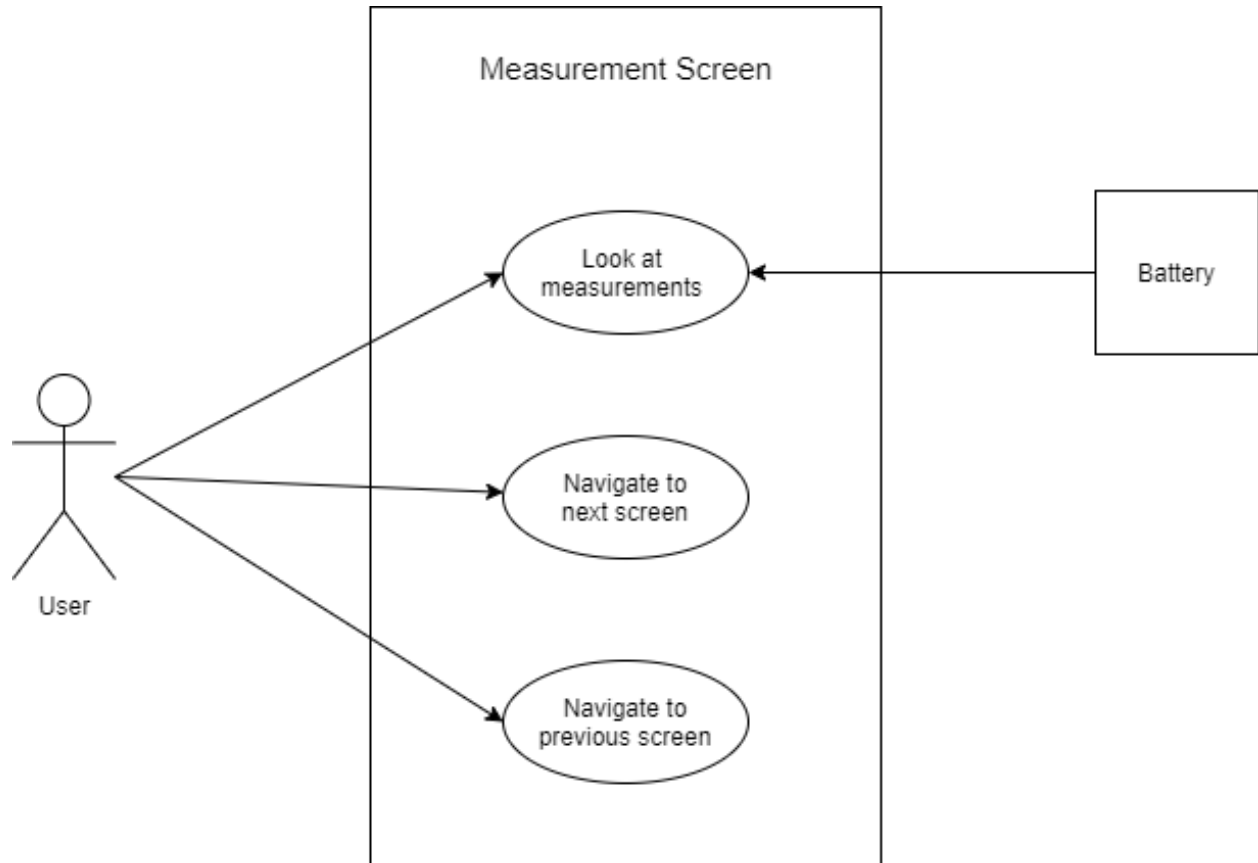 Measurement Screen
Look at
measurements
Battery
Navigate to
next screen
User
Navigate to
previous screen